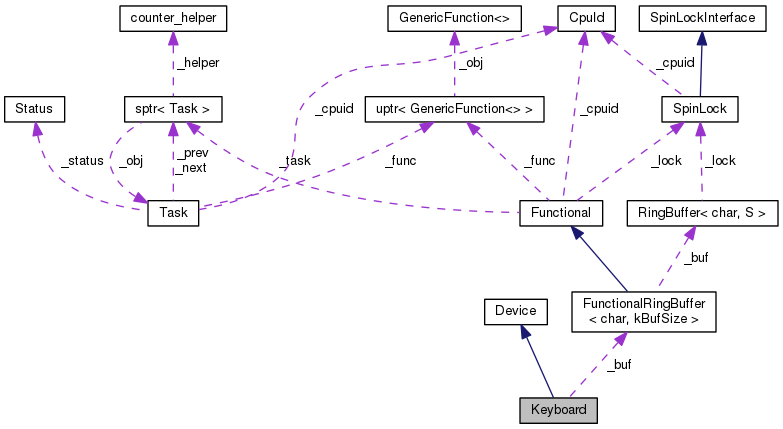 counter_helper
GenericFunction<>
CpuId
SpinLockInterface
_helper
_obj
_cpuid
Status
sptr< Task >
_cpuid
uptr< GenericFunction<> >
_cpuid
SpinLock
_status
_obj
_prev
_next
_task
_func
_func
_lock
_lock
Task
Functional
RingBuffer< char, S >
_buf
Device
FunctionalRingBuffer
< char, kBufSize >
_buf
Keyboard